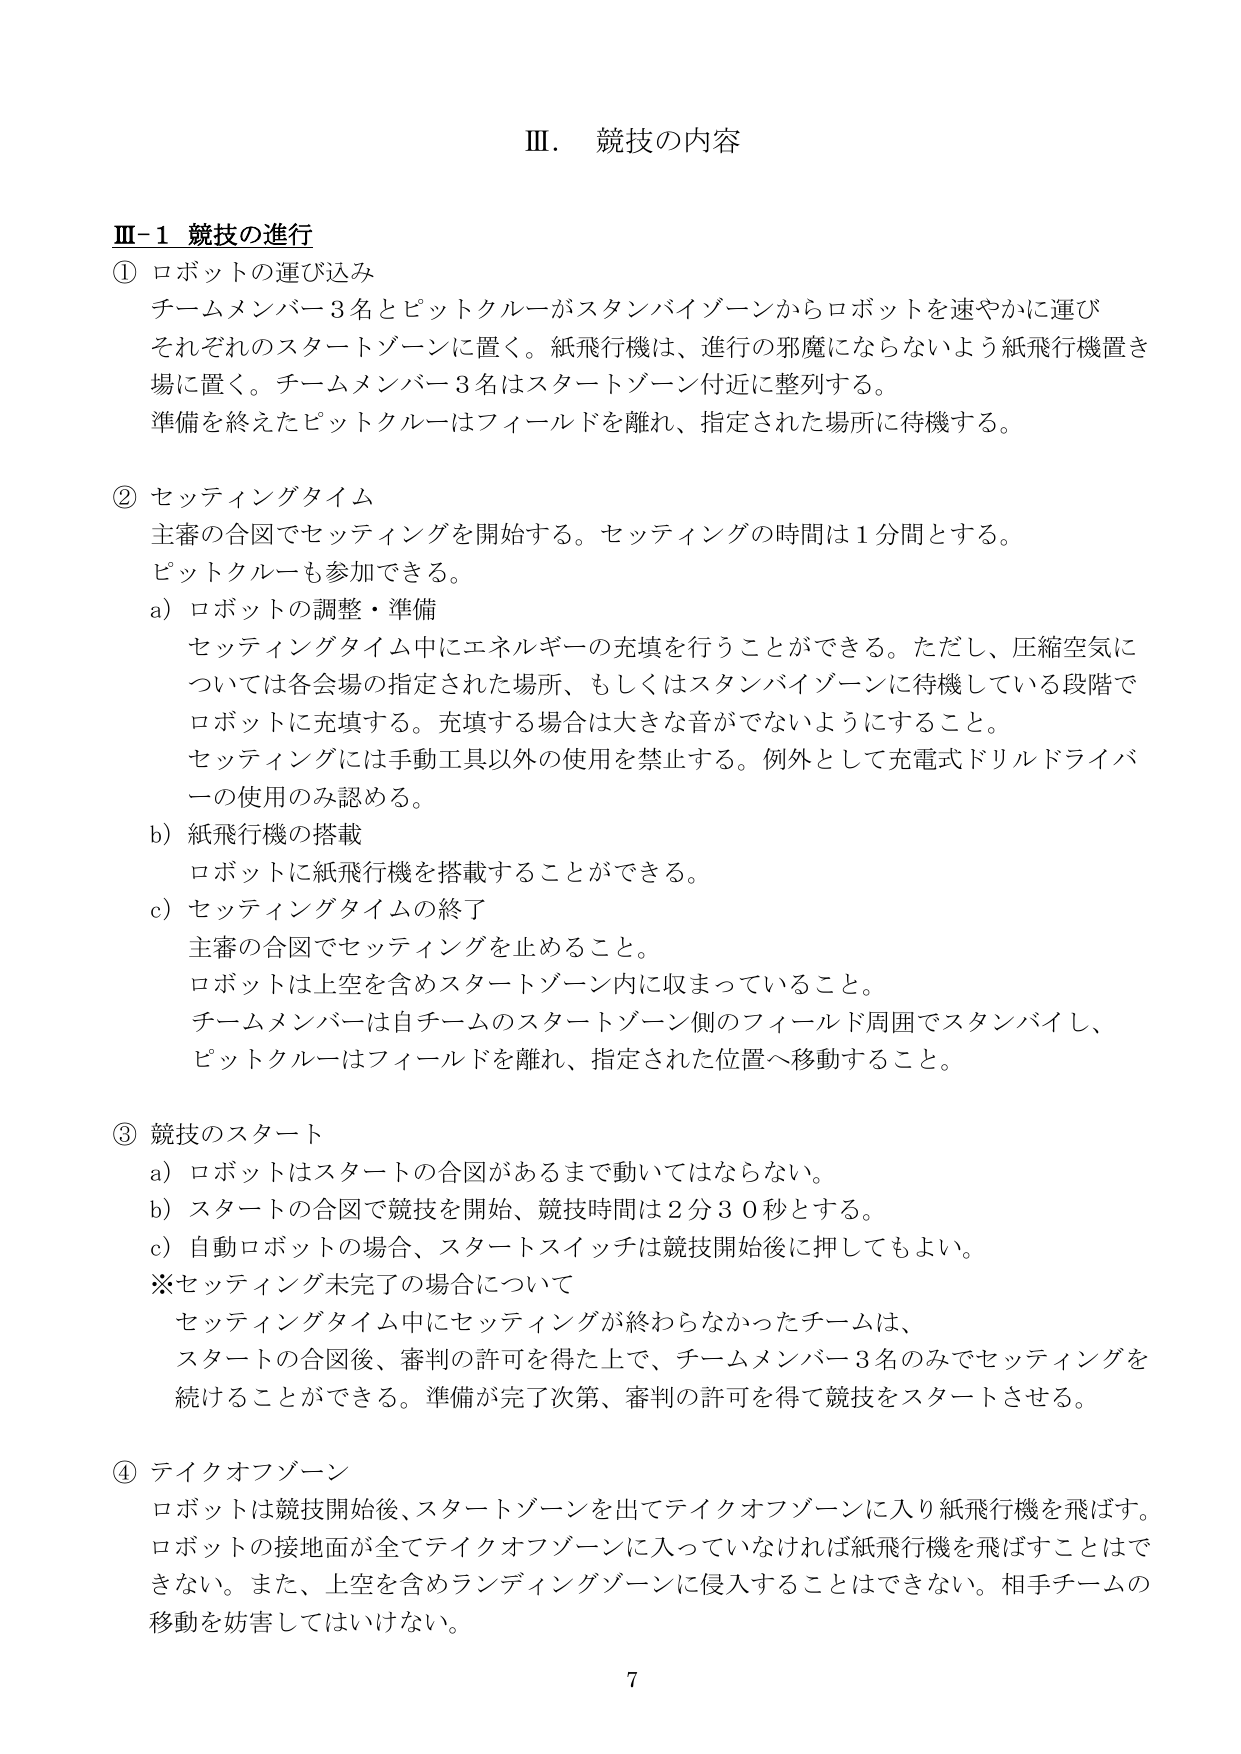 Ⅲ．　競技の内容
Ⅲ−１ 競技の進行
① ロボットの運び込み
チームメンバー３名とピットクルーがスタンバイゾーンからロボットを速やかに運び
それぞれのスタートゾーンに置く。紙飛行機は、進行の邪魔にならないよう紙飛行機置き
場に置く。チームメンバー３名はスタートゾーン付近に整列する。
準備を終えたピットクルーはフィールドを離れ、指定された場所に待機する。
② セッティングタイム
主審の合図でセッティングを開始する。セッティングの時間は１分間とする。
ピットクルーも参加できる。
a）ロボットの調整・準備
セッティングタイム中にエネルギーの充填を行うことができる。ただし、圧縮空気に
ついては各会場の指定された場所、もしくはスタンバイゾーンに待機している段階で
ロボットに充填する。充填する場合は大きな音がでないようにすること。
セッティングには手動工具以外の使用を禁止する。例外として充電式ドリルドライバ
ーの使用のみ認める。
b）紙飛行機の搭載
ロボットに紙飛行機を搭載することができる。
c）セッティングタイムの終了
主審の合図でセッティングを止めること。
ロボットは上空を含めスタートゾーン内に収まっていること。
チームメンバーは自チームのスタートゾーン側のフィールド周囲でスタンバイし、
ピットクルーはフィールドを離れ、指定された位置へ移動すること。
③ 競技のスタート
a）ロボットはスタートの合図があるまで動いてはならない。
b）スタートの合図で競技を開始、競技時間は２分３０秒とする。
c）自動ロボットの場合、スタートスイッチは競技開始後に押してもよい。
※セッティング未完了の場合について
セッティングタイム中にセッティングが終わらなかったチームは、
スタートの合図後、審判の許可を得た上で、チームメンバー３名のみでセッティングを
続けることができる。準備が完了次第、審判の許可を得て競技をスタートさせる。
④ テイクオフゾーン
ロボットは競技開始後、スタートゾーンを出てテイクオフゾーンに入り紙飛行機を飛ばす。
ロボットの接地面が全てテイクオフゾーンに入っていなければ紙飛行機を飛ばすことはで
きない。また、上空を含めランディングゾーンに侵入することはできない。相手チームの
移動を妨害してはいけない。
7